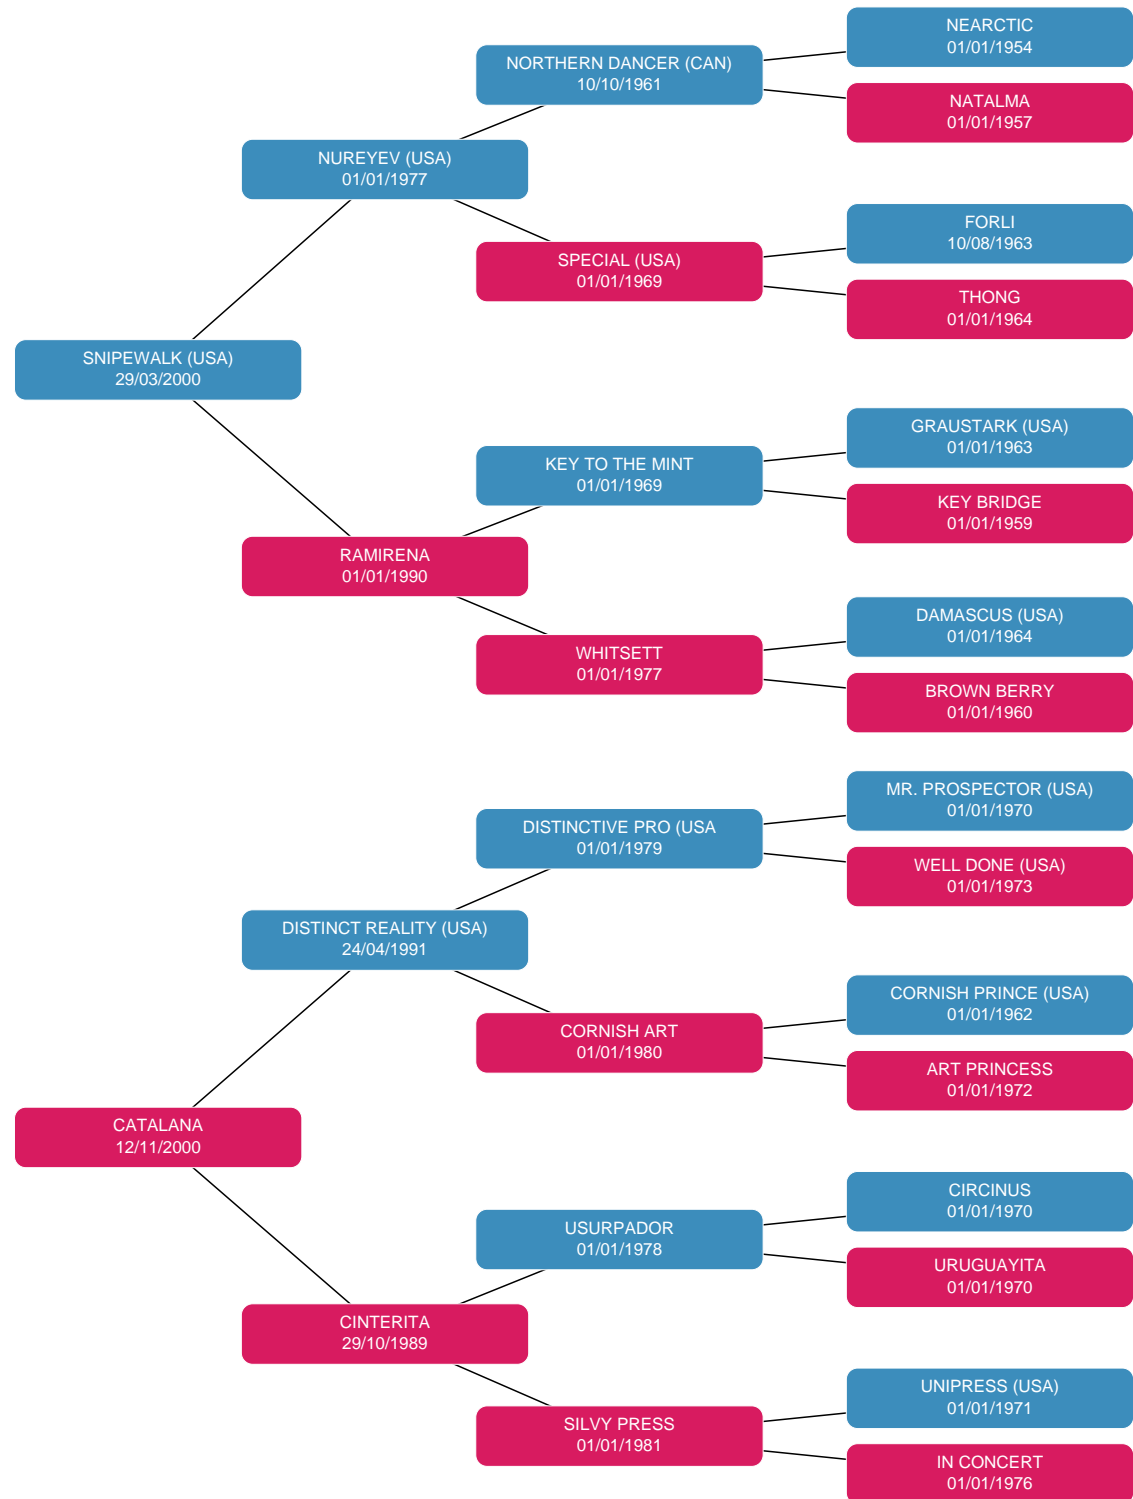 NEARCTIC
01/01/1954
NORTHERN DANCER (CAN)
10/10/1961
NATALMA
01/01/1957
NUREYEV (USA)
01/01/1977
FORLI
10/08/1963
SPECIAL (USA)
01/01/1969
THONG
01/01/1964
SNIPEWALK (USA)
29/03/2000
GRAUSTARK (USA)
01/01/1963
KEY TO THE MINT
01/01/1969
KEY BRIDGE
01/01/1959
RAMIRENA
01/01/1990
DAMASCUS (USA)
01/01/1964
WHITSETT
01/01/1977
BROWN BERRY
01/01/1960
MR. PROSPECTOR (USA)
01/01/1970
DISTINCTIVE PRO (USA
01/01/1979
WELL DONE (USA)
01/01/1973
DISTINCT REALITY (USA)
24/04/1991
CORNISH PRINCE (USA)
01/01/1962
CORNISH ART
01/01/1980
ART PRINCESS
01/01/1972
CATALANA
12/11/2000
CIRCINUS
01/01/1970
USURPADOR
01/01/1978
URUGUAYITA
01/01/1970
CINTERITA
29/10/1989
UNIPRESS (USA)
01/01/1971
SILVY PRESS
01/01/1981
IN CONCERT
01/01/1976